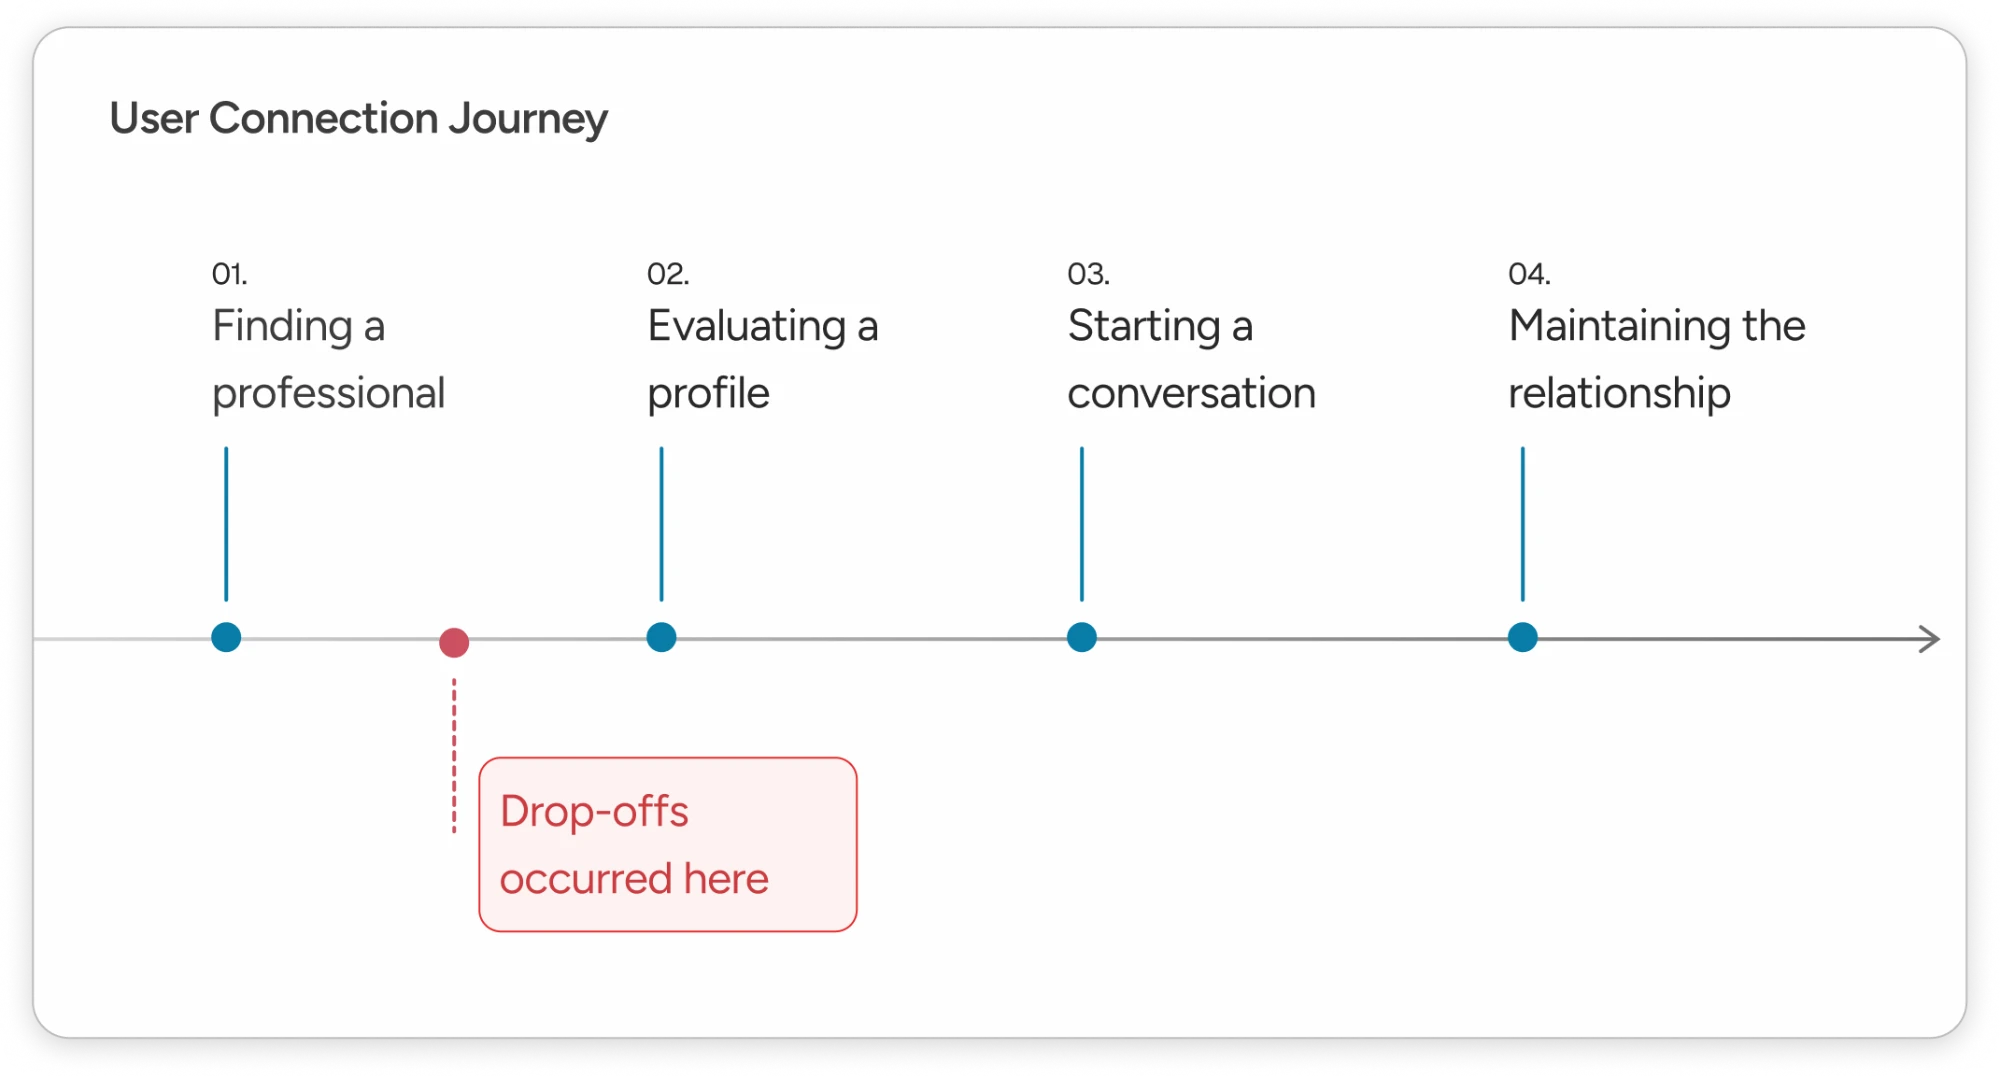 User Connection Journey
01.
Finding a
professional
02.
Evaluating a
profile
03.
Starting a
conversation
04.
Maintaining the
relationship
Drop-offs
occurred here